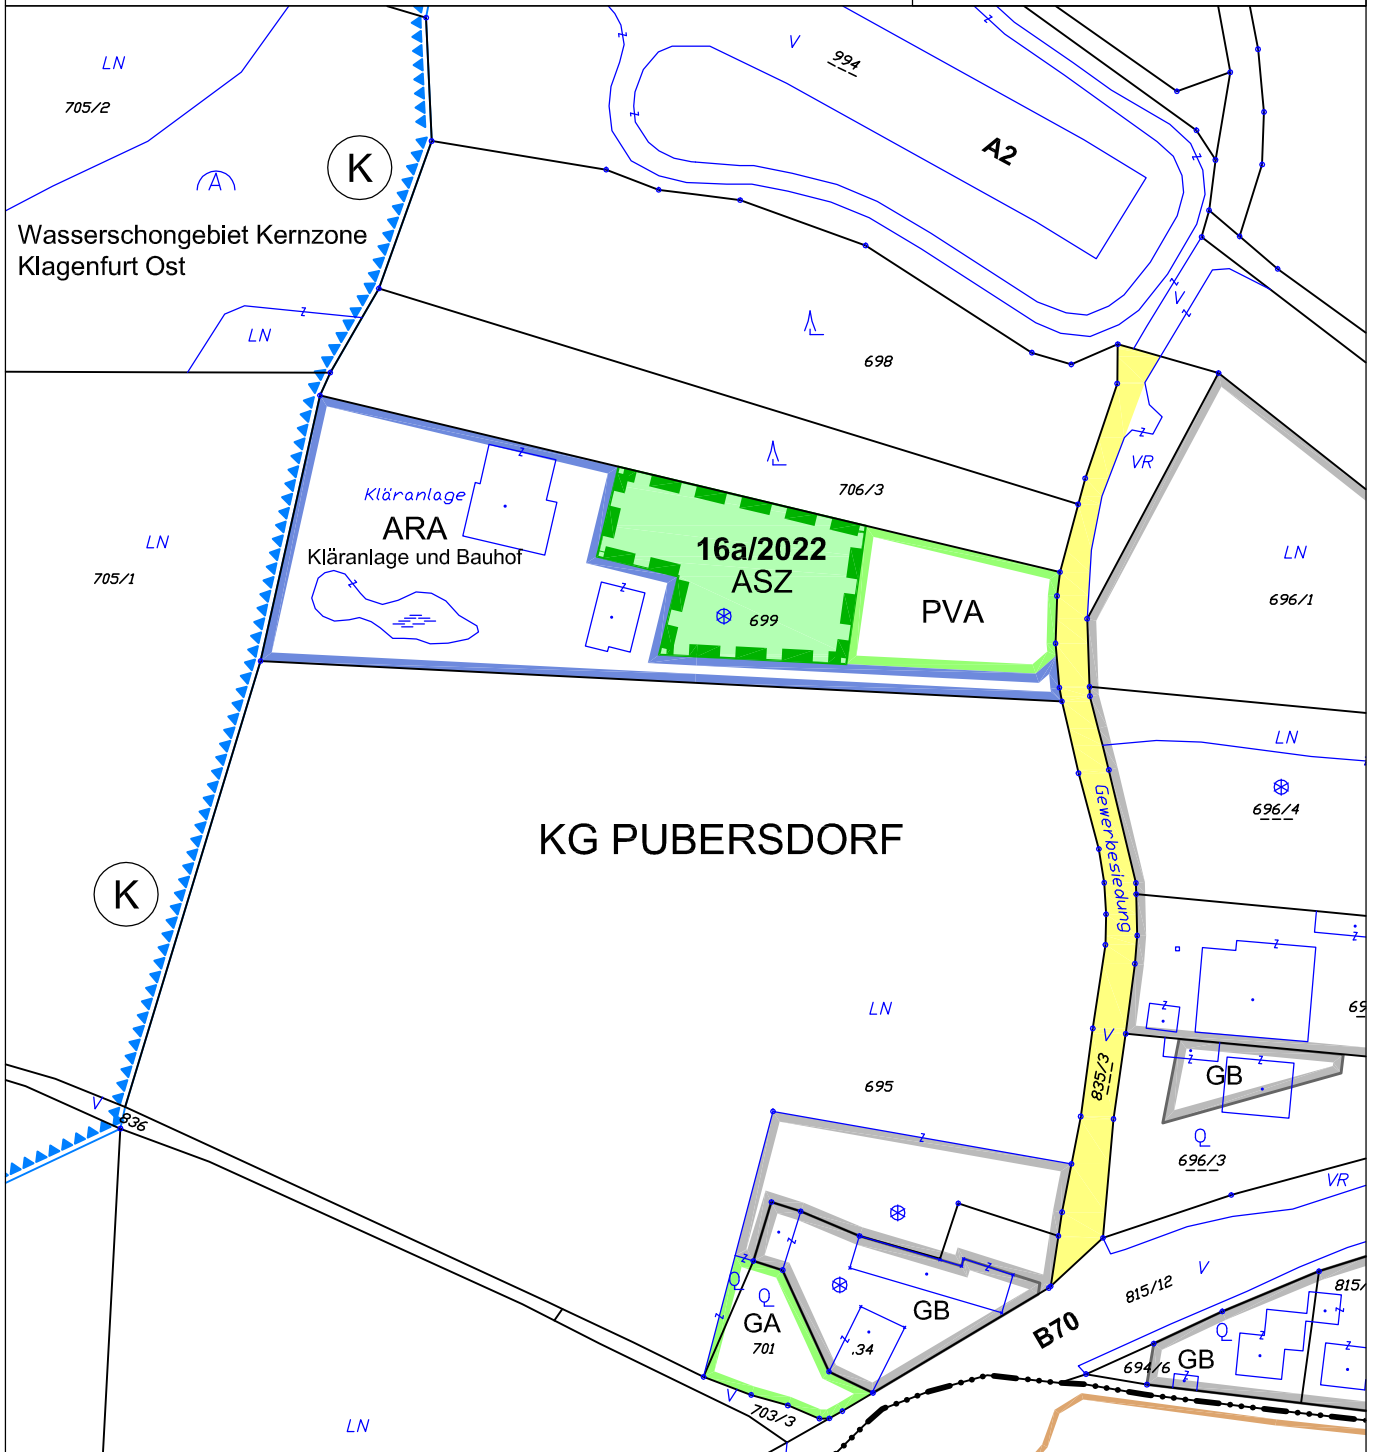 LN
705/2
K
A
Wasserschongebiet Kernzone
Klagenfurt Ost
LN
V
994
A2
z
z
z
z
z
V
z
z
698
706/3
VR
z
Kläranlage
ARA
Kläranlage und Bauhof
z
z
z
16a/2022
ASZ
699
PVA
LN
705/1
LN
696/1
LN
696/4
KG PUBERSDORF
Gewerbesiedung
K
z
z
z
69
LN
695
V
835/3
z
z
GB
Q
696/3
VR
V
836
z
z
z
z
z
Q
Q
z
GA
701
GB
z
.34
B70
815/12
V
815/
Q
z
z
z
694/6
GB
z
V
703/3
LN